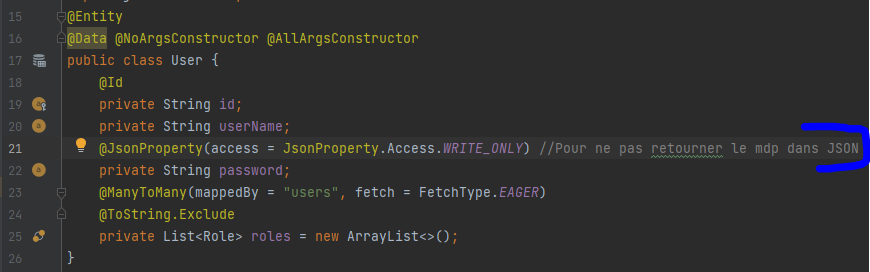 15 @Entity
16 @Data @NoArgsConstructor @AllArgsConstructor
17 public class User {
18 @Id
19 private String id;
20 private String userName;
21 @JsonProperty(access = JsonProperty.Access.WRITE_ONLY) //Pour ne pas retourner le mdp dans JSON
22 private String password;
23 @ManyToMany(mappedBy = "users", fetch = FetchType.EAGER)
24 @ToString.Exclude
25 private List<Role> roles = new ArrayList<>();
26 }